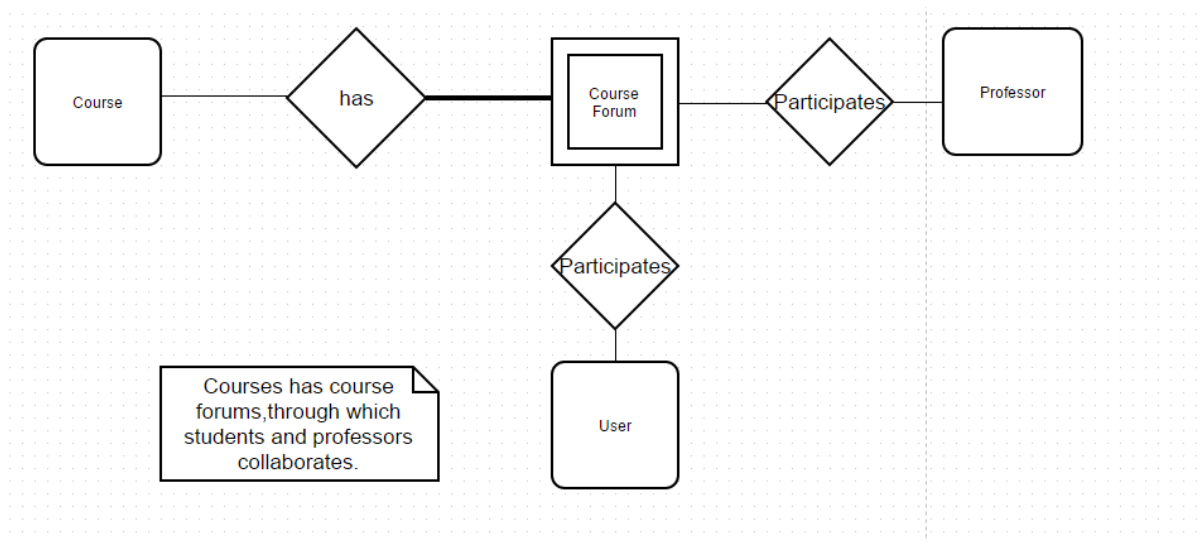 Course
has
Course
Forum
Participates
Professor
Participates
Courses has course
forums,through which
students and professors
collaborates.
User